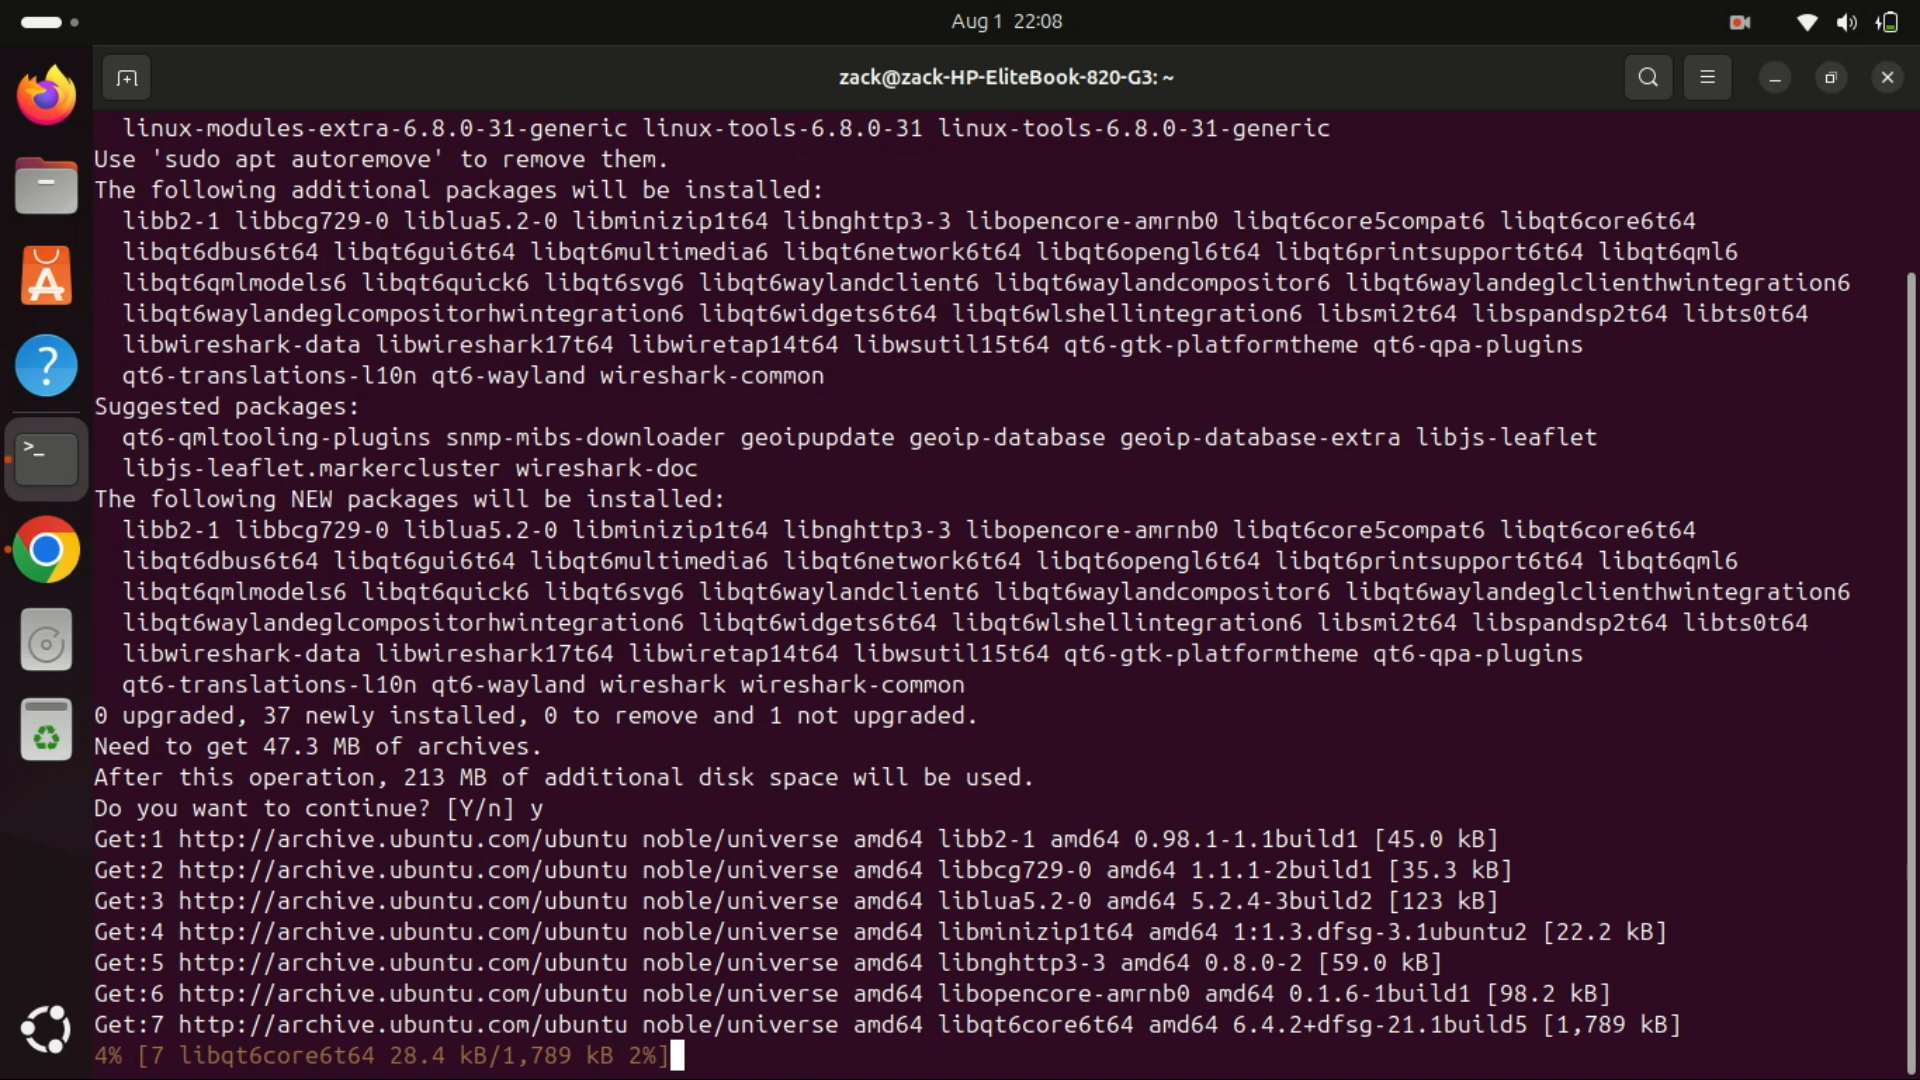 Aug 1 22:08
zack@zack-HP-EliteBook-820-G3: ~
linux-modules-extra-6.8.0-31-generic linux-tools-6.8.0-31 linux-tools-6.8.0-31-generic
Use 'sudo apt autoremove' to remove them.
The following additional packages will be installed:
libb2-1 libbcg729-0 liblua5.2-0 libminizip1t64 libnghttp3-3 libopencore-amrnb0 libqt6core5compat6 libqt6core6t64
libqt6dbus6t64 libqt6gui6t64 libqt6multimedia6 libqt6network6t64 libqt6opengl6t64 libqt6printsupport6t64 libqt6qml6
libqt6qmlmodels6 libqt6quick6 libqt6svg6 libqt6waylandclient6 libqt6waylandcompositor6 libqt6waylandeglclienthwintegration6
libqt6waylandeglcompositorhwintegration6 libqt6widgets6t64 libqt6wlshellintegration6 libsmi2t64 libspandsp2t64 libts0t64
libwireshark-data libwireshark17t64 libwiretap14t64 libwsutil15t64 qt6-gtk-platformtheme qt6-qpa-plugins
qt6-translations-l10n qt6-wayland wireshark-common
Suggested packages:
qt6-qmltooling-plugins snmp-mibs-downloader geoipupdate geoip-database geoip-database-extra libjs-leaflet
libjs-leaflet.markercluster wireshark-doc
The following NEW packages will be installed:
libb2-1 libbcg729-0 liblua5.2-0 libminizip1t64 libnghttp3-3 libopencore-amrnb0 libqt6core5compat6 libqt6core6t64
libqt6dbus6t64 libqt6gui6t64 libqt6multimedia6 libqt6network6t64 libqt6opengl6t64 libqt6printsupport6t64 libqt6qml6
libqt6qmlmodels6 libqt6quick6 libqt6svg6 libqt6waylandclient6 libqt6waylandcompositor6 libqt6waylandeglclienthwintegration6
libqt6waylandeglcompositorhwintegration6 libqt6widgets6t64 libqt6wlshellintegration6 libsmi2t64 libspandsp2t64 libts0t64
libwireshark-data libwireshark17t64 libwiretap14t64 libwsutil15t64 qt6-gtk-platformtheme qt6-qpa-plugins
qt6-translations-l10n qt6-wayland wireshark wireshark-common
0 upgraded, 37 newly installed, 0 to remove and 1 not upgraded.
Need to get 47.3 MB of archives.
After this operation, 213 MB of additional disk space will be used.
Do you want to continue? [Y/n] y
Get:1 http://archive.ubuntu.com/ubuntu noble/universe amd64 libb2-1 amd64 0.98.1-1.1build1 [45.0 kB]
Get:2 http://archive.ubuntu.com/ubuntu noble/universe amd64 libbcg729-0 amd64 1.1.1-2build1 [35.3 kB]
Get:3 http://archive.ubuntu.com/ubuntu noble/universe amd64 liblua5.2-0 amd64 5.2.4-3build2 [123 kB]
Get:4 http://archive.ubuntu.com/ubuntu noble/universe amd64 libminizip1t64 amd64 1:1.3.dfsg-3.1ubuntu2 [22.2 kB]
Get:5 http://archive.ubuntu.com/ubuntu noble/universe amd64 libnghttp3-3 amd64 0.8.0-2 [59.0 kB]
Get:6 http://archive.ubuntu.com/ubuntu noble/universe amd64 libopencore-amrnb0 amd64 0.1.6-1build1 [98.2 kB]
Get:7 http://archive.ubuntu.com/ubuntu noble/universe amd64 libqt6core6t64 amd64 6.4.2+dfsg-21.1build5 [1,789 kB]
4% [7 libqt6core6t64 28.4 kB/1,789 kB 2%]